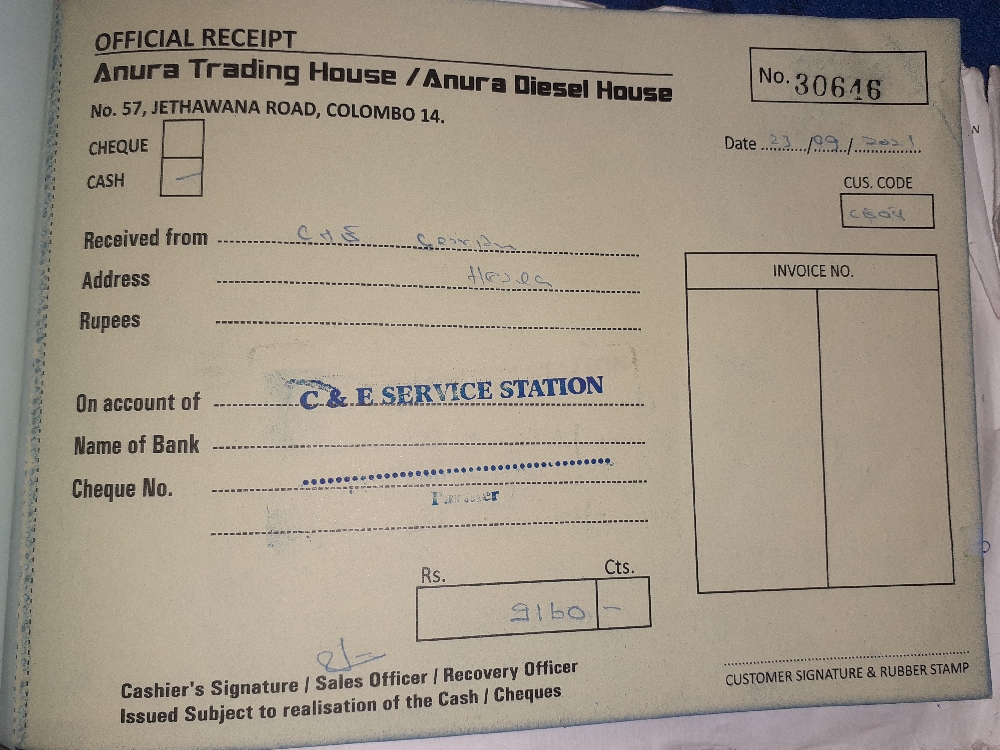 OFFICIAL RECEIPT
Anura Trading House / Anura Diesel House
No. 57, JETHAWANA ROAD, COLOMBO 14.
No. 30646
CHEQUE
CASH –
Date 23/09/2021
CUS. CODE
Received from C & E
Address
Rupees
INVOICE NO.
On account of C & E SERVICE STATION
Name of Bank
Cheque No.
Rs. Cts.
9160 –
Cashier's Signature / Sales Officer / Recovery Officer
Issued Subject to realisation of the Cash / Cheques
CUSTOMER SIGNATURE & RUBBER STAMP